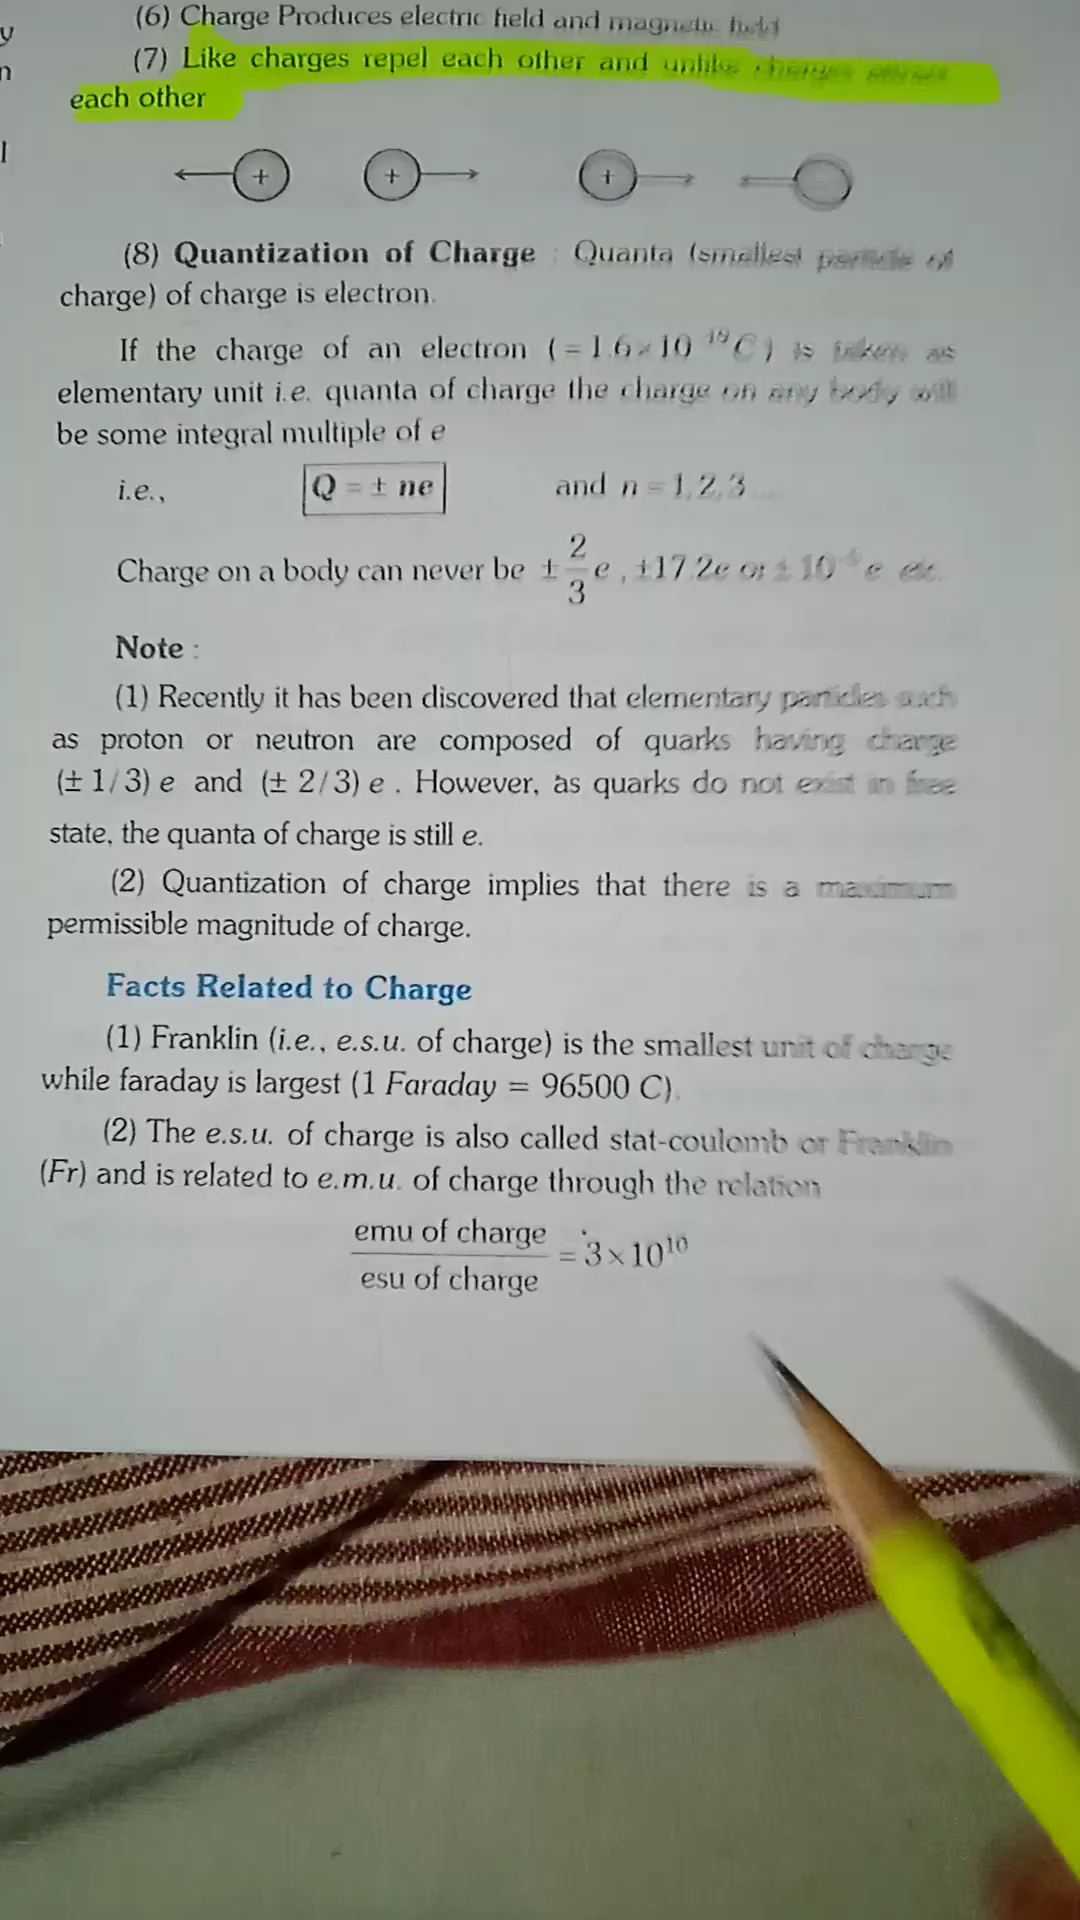 (6) Charge Produces electric field and magnetic field
(7) Like charges repel each other and unlike charges attract
each other
+ + +
(8) Quantization of Charge : Quanta (smallest particle of
charge) of charge is electron.
If the charge of an electron (= 1.6×10⁻¹⁹C) is taken as
elementary unit i.e. quanta of charge the charge on any body will
be some integral multiple of e
i.e., Q = ± ne and n = 1,2,3....
Charge on a body can never be ± 2/3 e, ±17.2e or ± 10 e etc.
Note :
(1) Recently it has been discovered that elementary particles such
as proton or neutron are composed of quarks having charge
(± 1/3) e and (± 2/3) e . However, as quarks do not exist in free
state, the quanta of charge is still e.
(2) Quantization of charge implies that there is a maximum
permissible magnitude of charge.
Facts Related to Charge
(1) Franklin (i.e., e.s.u. of charge) is the smallest unit of charge
while faraday is largest (1 Faraday = 96500 C).
(2) The e.s.u. of charge is also called stat-coulomb or Franklin
(Fr) and is related to e.m.u. of charge through the relation
emu of charge
= 3×10¹⁰
esu of charge